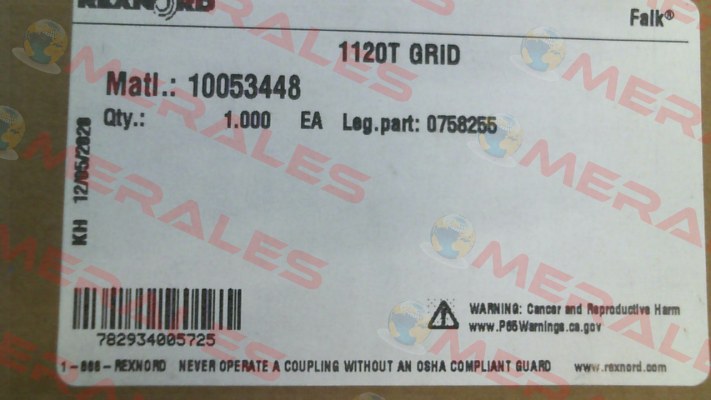 REXNORD
Falk®
1120T GRID
Matl.: 10053448
Qty.: 1.000 EA Leg.part: 0758255
KH 12/05/2020
782934005725
WARNING: Cancer and Reproductive Harm
www.P65Warnings.ca.gov
1-866-REXNORD NEVER OPERATE A COUPLING WITHOUT AN OSHA COMPLIANT GUARD www.rexnord.com
MERALES
MERALES
MERALES
MERALES
MERALES
MERALES